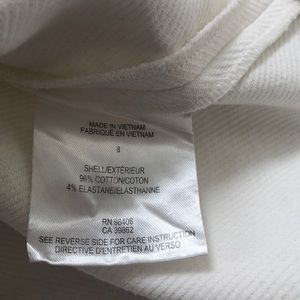 MADE IN VIETNAM
FABRIQUÉ EN VIETNAM
8
SHELL/EXTÉRIEUR
96% COTTON/COTON
4% ELASTANE/ELASTHANNE
RN 96406
CA 39862
SEE REVERSE SIDE FOR CARE INSTRUCTION
DIRECTIVE D'ENTRETIEN AU VERSO